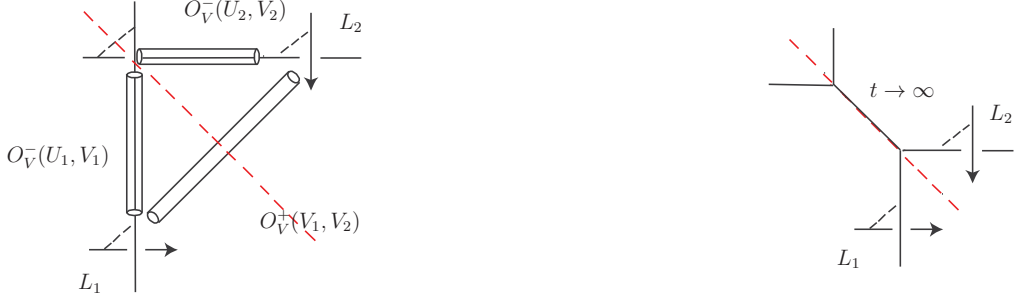 O_V^-(U_2, V_2)
L_2
O_V^-(U_1, V_1)
O_V^+(V_1, V_2)
L_1
t → ∞
L_2
L_1